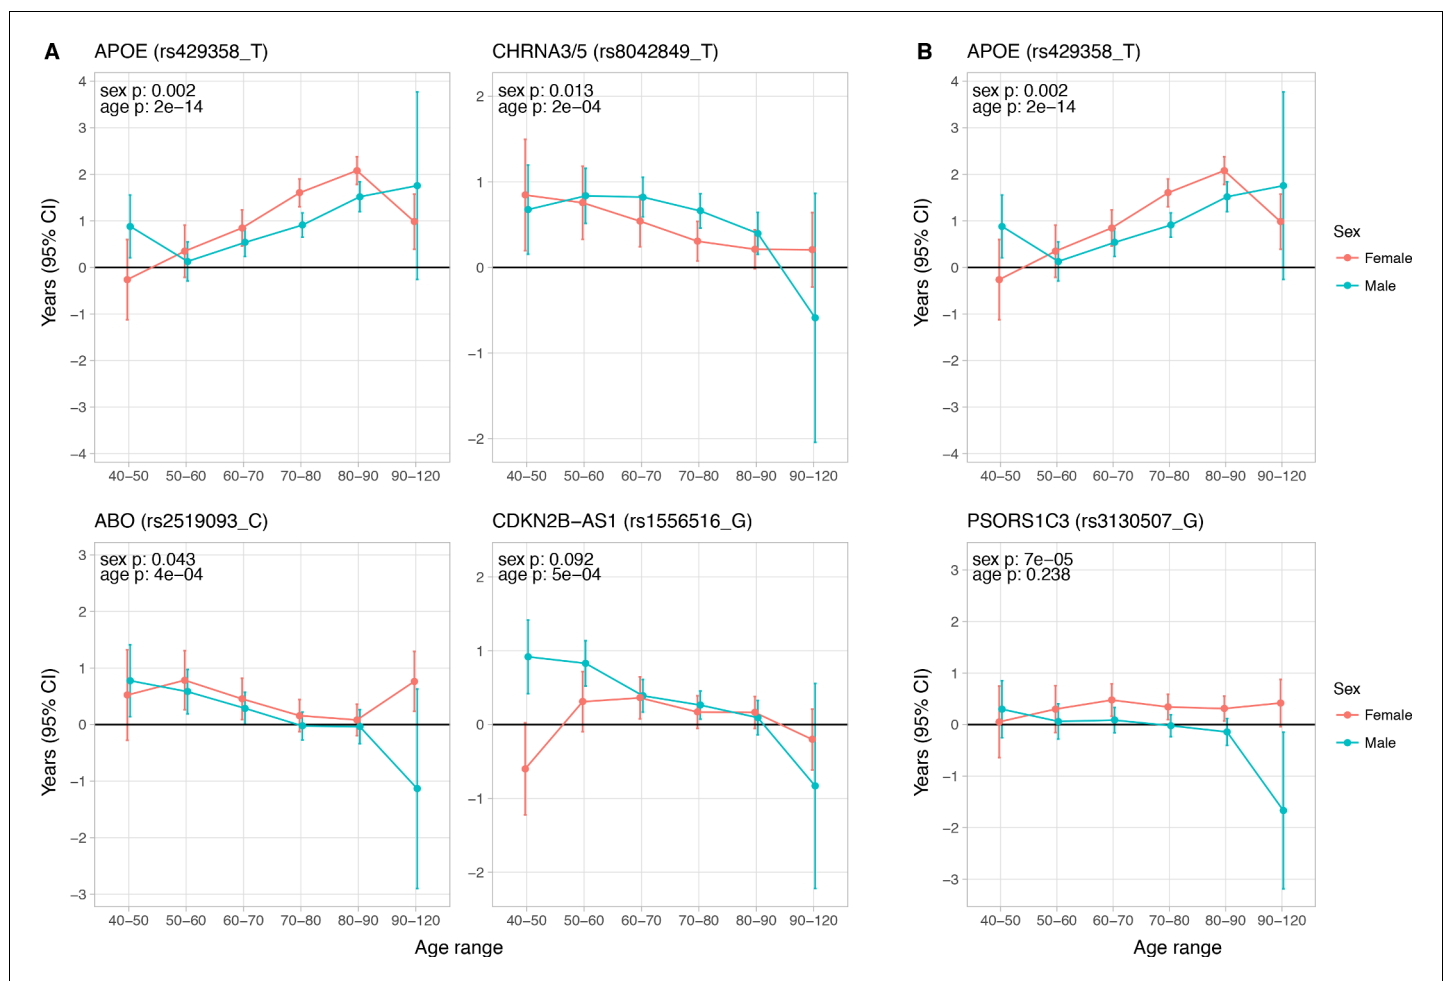 A
APOE (rs429358_T)
sex p: 0.002
age p: 2e−14
4
3
2
1
0
−1
−2
−3
−4
Years (95% CI)
40−50 50−60 60−70 70−80 80−90 90−120
CHRNA3/5 (rs8042849_T)
sex p: 0.013
age p: 2e−04
2
1
0
−1
−2
40−50 50−60 60−70 70−80 80−90 90−120
ABO (rs2519093_C)
sex p: 0.043
age p: 4e−04
3
2
1
0
−1
−2
−3
Years (95% CI)
40−50 50−60 60−70 70−80 80−90 90−120
CDKN2B−AS1 (rs1556516_G)
sex p: 0.092
age p: 5e−04
2
1
0
−1
−2
40−50 50−60 60−70 70−80 80−90 90−120
Age range
B
APOE (rs429358_T)
sex p: 0.002
age p: 2e−14
4
3
2
1
0
−1
−2
−3
−4
Years (95% CI)
40−50 50−60 60−70 70−80 80−90 90−120
Sex
Female
Male
PSORS1C3 (rs3130507_G)
sex p: 7e−05
age p: 0.238
3
2
1
0
−1
−2
−3
Years (95% CI)
40−50 50−60 60−70 70−80 80−90 90−120
Age range
Sex
Female
Male